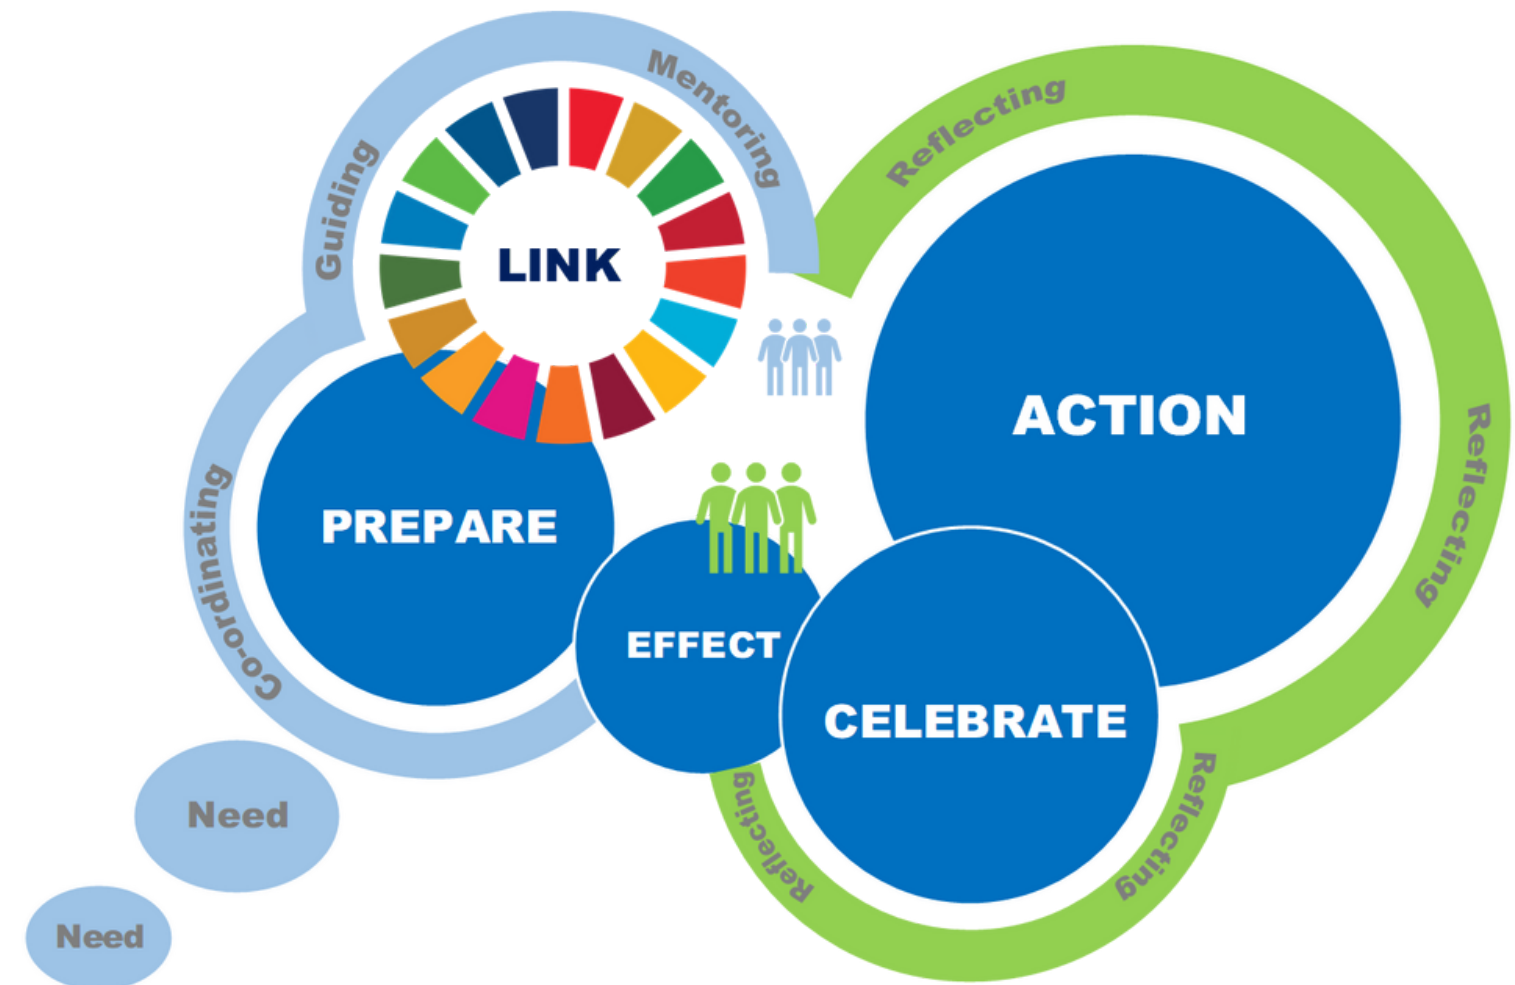 Mentoring
Guiding
LINK
Reflecting
ACTION
Reflecting
PREPARE
Co-ordinating
EFFECT
CELEBRATE
Reflecting
Reflecting
Need
Need